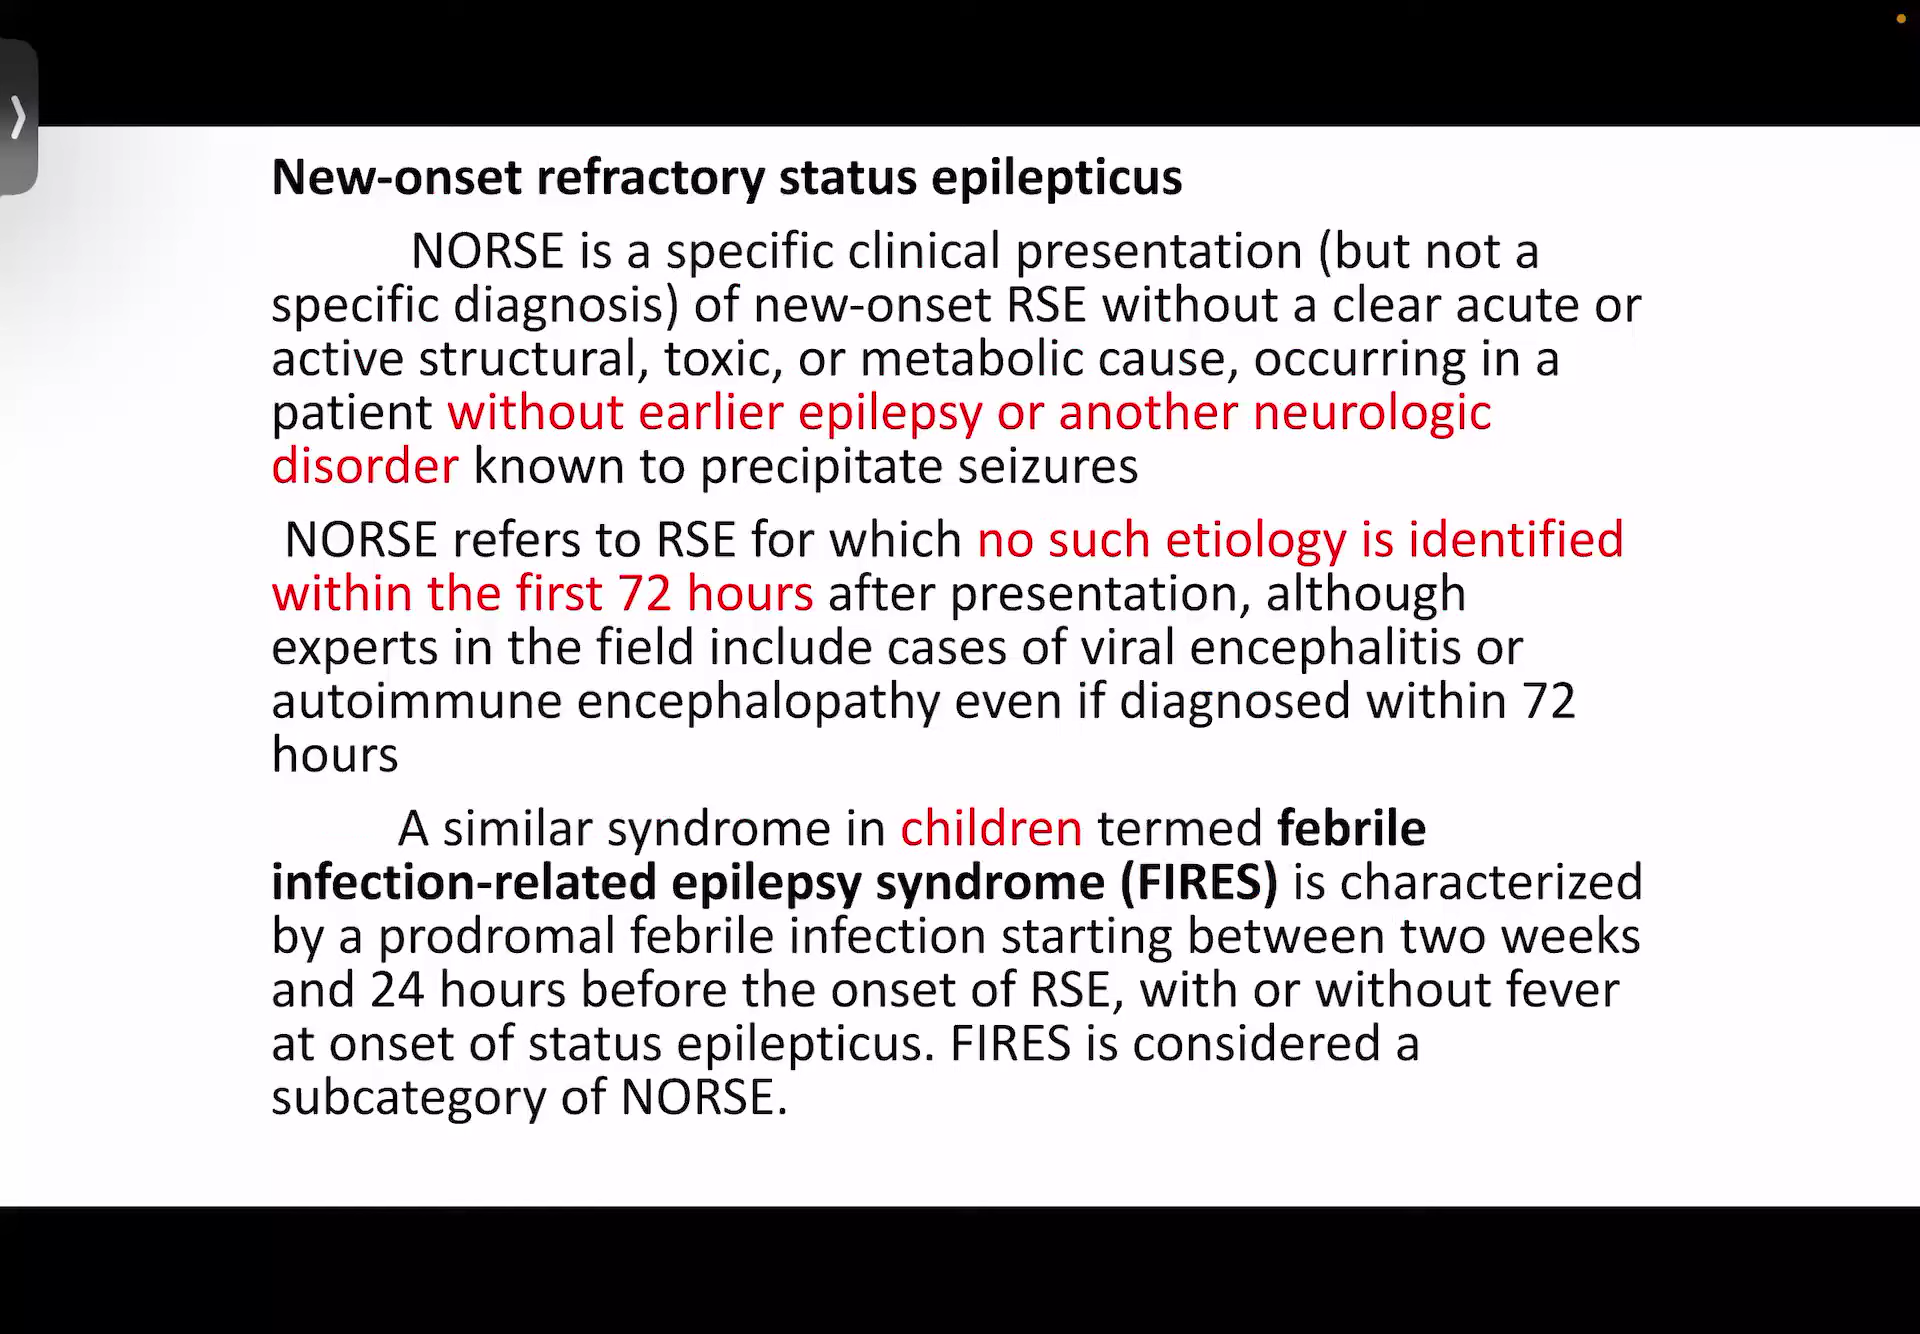 New-onset refractory status epilepticus
NORSE is a specific clinical presentation (but not a
specific diagnosis) of new-onset RSE without a clear acute or
active structural, toxic, or metabolic cause, occurring in a
patient without earlier epilepsy or another neurologic
disorder known to precipitate seizures
NORSE refers to RSE for which no such etiology is identified
within the first 72 hours after presentation, although
experts in the field include cases of viral encephalitis or
autoimmune encephalopathy even if diagnosed within 72
hours
A similar syndrome in children termed febrile
infection-related epilepsy syndrome (FIRES) is characterized
by a prodromal febrile infection starting between two weeks
and 24 hours before the onset of RSE, with or without fever
at onset of status epilepticus. FIRES is considered a
subcategory of NORSE.